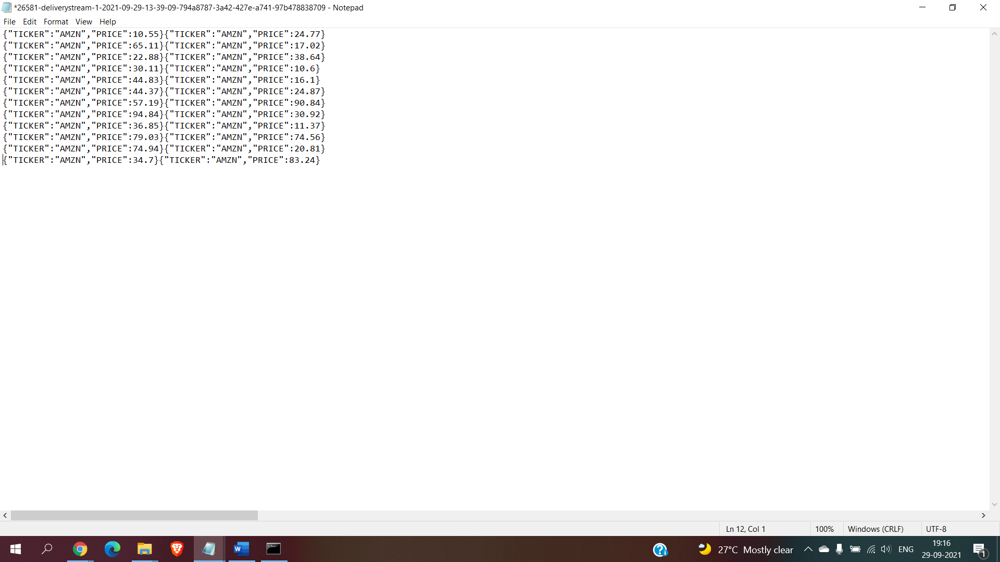 *26581-deliverystream-1-2021-09-29-13-39-09-794a8787-3a42-427e-a741-97b478838709 - Notepad
File Edit Format View Help
{"TICKER":"AMZN","PRICE":10.55}{"TICKER":"AMZN","PRICE":24.77}
{"TICKER":"AMZN","PRICE":65.11}{"TICKER":"AMZN","PRICE":17.02}
{"TICKER":"AMZN","PRICE":22.88}{"TICKER":"AMZN","PRICE":38.64}
{"TICKER":"AMZN","PRICE":30.11}{"TICKER":"AMZN","PRICE":10.6}
{"TICKER":"AMZN","PRICE":44.83}{"TICKER":"AMZN","PRICE":16.1}
{"TICKER":"AMZN","PRICE":44.37}{"TICKER":"AMZN","PRICE":24.87}
{"TICKER":"AMZN","PRICE":57.19}{"TICKER":"AMZN","PRICE":90.84}
{"TICKER":"AMZN","PRICE":94.84}{"TICKER":"AMZN","PRICE":30.92}
{"TICKER":"AMZN","PRICE":36.85}{"TICKER":"AMZN","PRICE":11.37}
{"TICKER":"AMZN","PRICE":79.03}{"TICKER":"AMZN","PRICE":74.56}
{"TICKER":"AMZN","PRICE":74.94}{"TICKER":"AMZN","PRICE":20.81}
{"TICKER":"AMZN","PRICE":34.7}{"TICKER":"AMZN","PRICE":83.24}
Ln 12, Col 1 100% Windows (CRLF) UTF-8
27°C Mostly clear ENG 19:16
29-09-2021 1